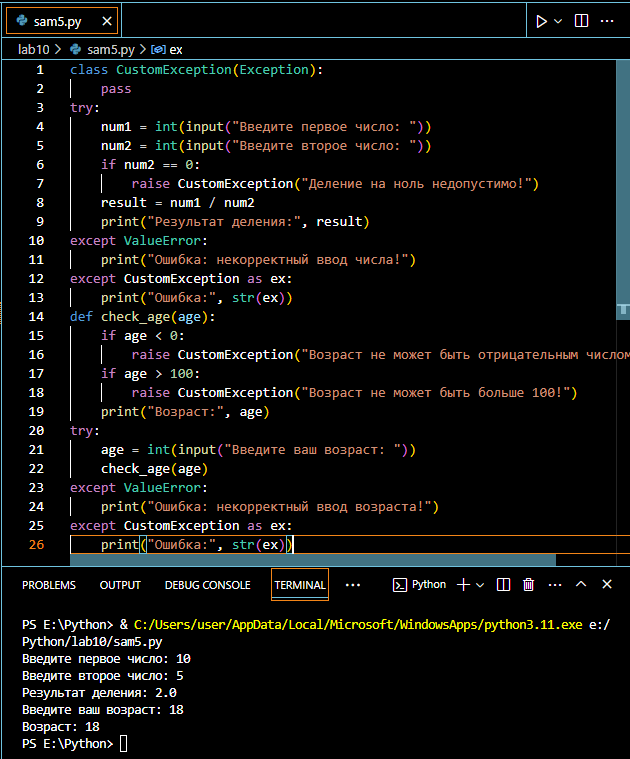 sam5.py
lab10 > sam5.py > ex
1 class CustomException(Exception):
2     pass
3 try:
4     num1 = int(input("Введите первое число: "))
5     num2 = int(input("Введите второе число: "))
6     if num2 == 0:
7         raise CustomException("Деление на ноль недопустимо!")
8     result = num1 / num2
9     print("Результат деления:", result)
10 except ValueError:
11     print("Ошибка: некорректный ввод числа!")
12 except CustomException as ex:
13     print("Ошибка:", str(ex))
14 def check_age(age):
15     if age < 0:
16         raise CustomException("Возраст не может быть отрицательным числом
17     if age > 100:
18         raise CustomException("Возраст не может быть больше 100!")
19     print("Возраст:", age)
20 try:
21     age = int(input("Введите ваш возраст: "))
22     check_age(age)
23 except ValueError:
24     print("Ошибка: некорректный ввод возраста!")
25 except CustomException as ex:
26     print("Ошибка:", str(ex))
PROBLEMS OUTPUT DEBUG CONSOLE TERMINAL ··· Python
PS E:\Python> & C:/Users/user/AppData/Local/Microsoft/WindowsApps/python3.11.exe e:/
Python/lab10/sam5.py
Введите первое число: 10
Введите второе число: 5
Результат деления: 2.0
Введите ваш возраст: 18
Возраст: 18
PS E:\Python>